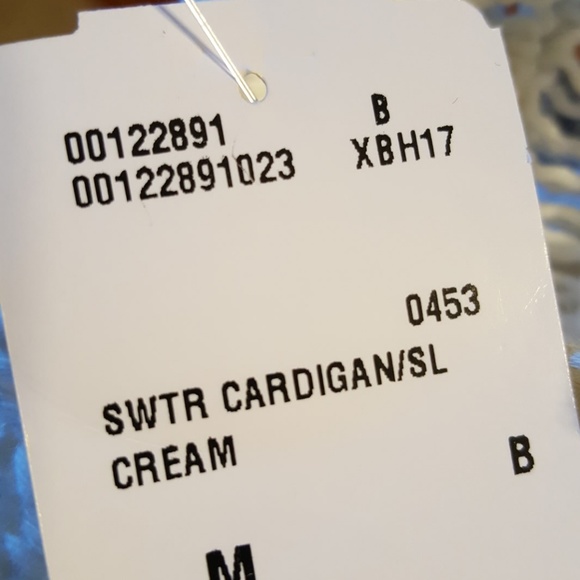 00122891 B
00122891023 XBH17
0453
SWTR CARDIGAN/SL
CREAM B
M